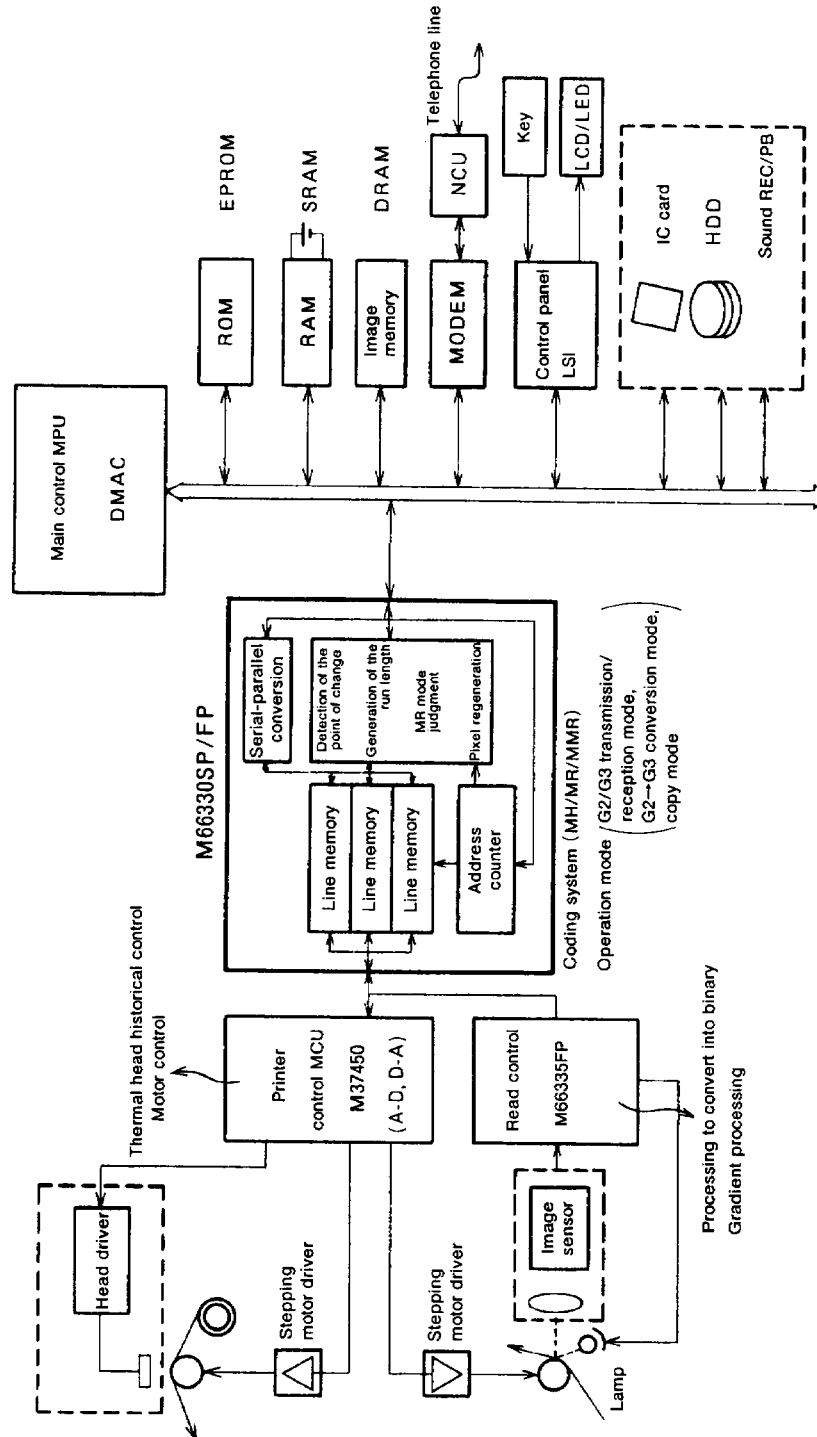 Main control MPU
DMAC
ROM
EPROM
RAM
SRAM
Image
memory
DRAM
MODEM
NCU
Telephone line
Control panel
LSI
Key
LCD/LED
IC card
HDD
Sound REC/PB
M66330SP/FP
Serial-parallel
conversion
Detection of the
point of change
Generation of the
run length
MR mode
judgment
Pixel regeneration
Line memory
Line memory
Line memory
Address
counter
Coding system (MH/MR/MMR)
Operation mode (G2/G3 transmission/
reception mode,
G2→G3 conversion mode,
copy mode)
Thermal head historical control
Motor control
Printer
control MCU
M37450
(A-D, D-A)
Read control
M66335FP
Processing to convert into binary
Gradient processing
Head driver
Stepping
motor driver
Stepping
motor driver
Image
sensor
Lamp